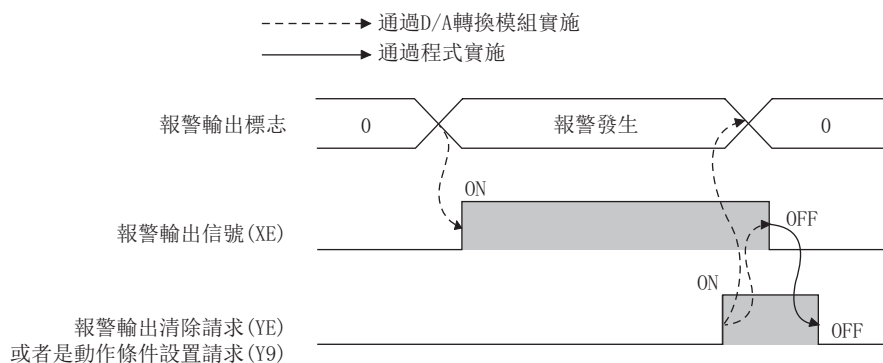 通過D/A轉換模組實施
通過程式實施
報警輸出標志
0
報警發生
0
ON
報警輸出信號(XE)
OFF
ON
報警輸出清除請求(YE)
或者是動作條件設置請求(Y9)
OFF